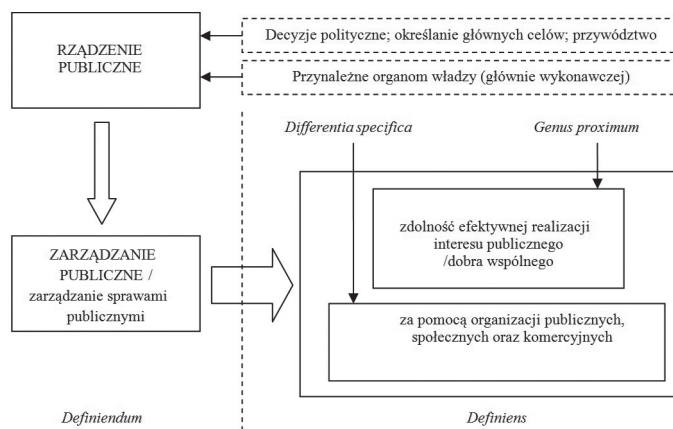 RZĄDZENIE
PUBLICZNE
Decyzje polityczne; określanie głównych celów; przywództwo
Przynależne organom władzy (głównie wykonawczej)
Differentia specifica
Genus proximum
zdolność efektywnej realizacji
interesu publicznego
/dobra wspólnego
ZARZĄDZANIE
PUBLICZNE /
zarządzanie sprawami
publicznymi
za pomocą organizacji publicznych,
społecznych oraz komercyjnych
Definiendum
Definiens